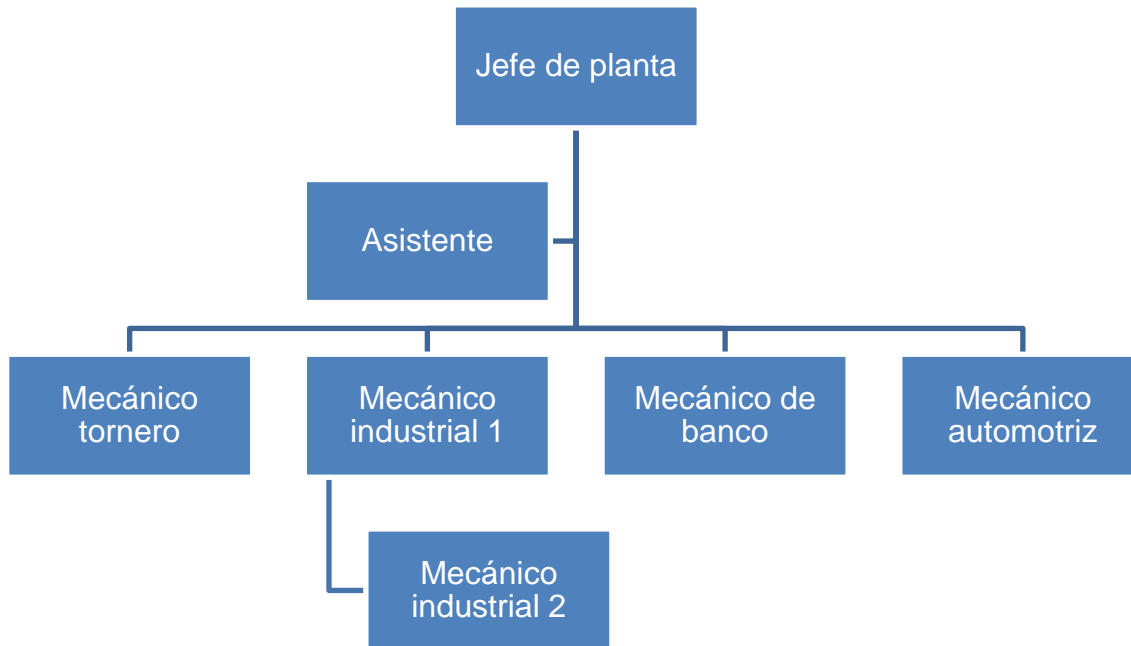 Jefe de planta
Asistente
Mecánico
tornero
Mecánico
industrial 1
Mecánico de
banco
Mecánico
automotriz
Mecánico
industrial 2